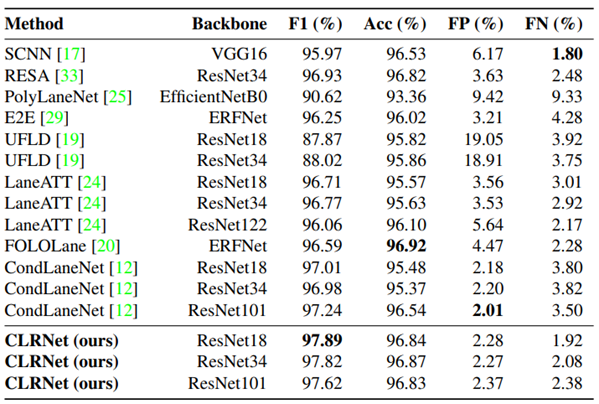 Method Backbone F1 (%) Acc (%) FP (%) FN (%)
SCNN [17] VGG16 95.97 96.53 6.17 1.80
RESA [33] ResNet34 96.93 96.82 3.63 2.48
PolyLaneNet [25] EfficientNetB0 90.62 93.36 9.42 9.33
E2E [29] ERFNet 96.25 96.02 3.21 4.28
UFLD [19] ResNet18 87.87 95.82 19.05 3.92
UFLD [19] ResNet34 88.02 95.86 18.91 3.75
LaneATT [24] ResNet18 96.71 95.57 3.56 3.01
LaneATT [24] ResNet34 96.77 95.63 3.53 2.92
LaneATT [24] ResNet122 96.06 96.10 5.64 2.17
FOLOLane [20] ERFNet 96.59 96.92 4.47 2.28
CondLaneNet [12] ResNet18 97.01 95.48 2.18 3.80
CondLaneNet [12] ResNet34 96.98 95.37 2.20 3.82
CondLaneNet [12] ResNet101 97.24 96.54 2.01 3.50
CLRNet (ours) ResNet18 97.89 96.84 2.28 1.92
CLRNet (ours) ResNet34 97.82 96.87 2.27 2.08
CLRNet (ours) ResNet101 97.62 96.83 2.37 2.38